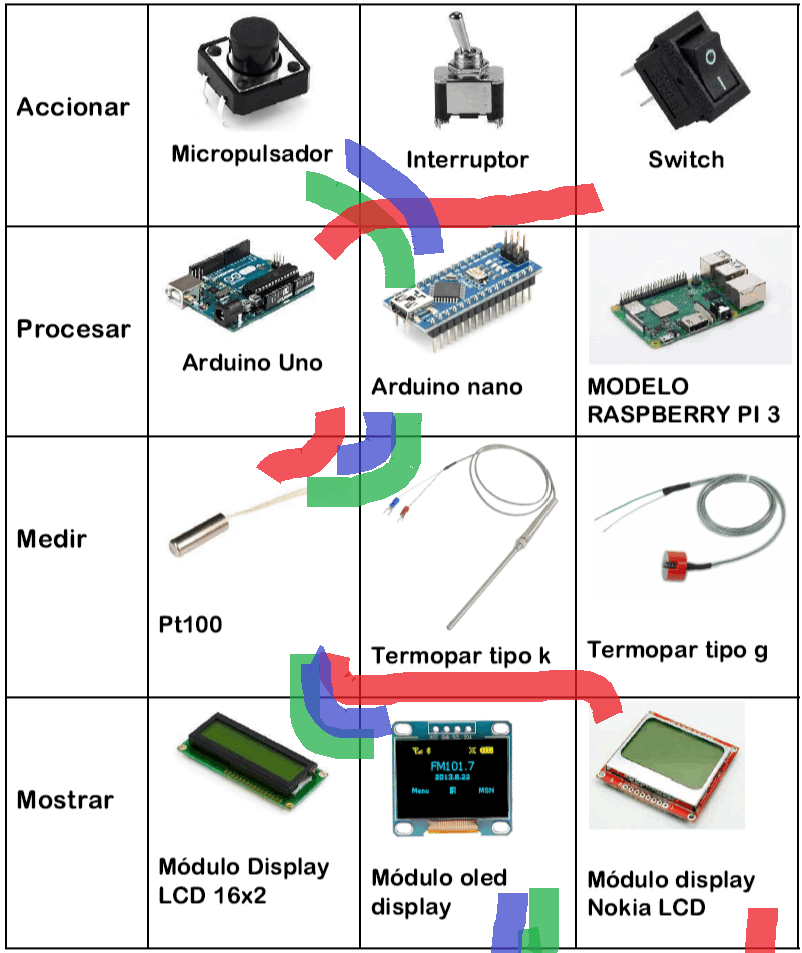 Accionar
Micropulsador
Interruptor
Switch
Procesar
Arduino Uno
Arduino nano
MODELO
RASPBERRY PI 3
Medir
Pt100
Termopar tipo k
Termopar tipo g
Mostrar
FM101.7
2013.8.22
Menu
MSN
Módulo Display
LCD 16x2
Módulo oled
display
Módulo display
Nokia LCD